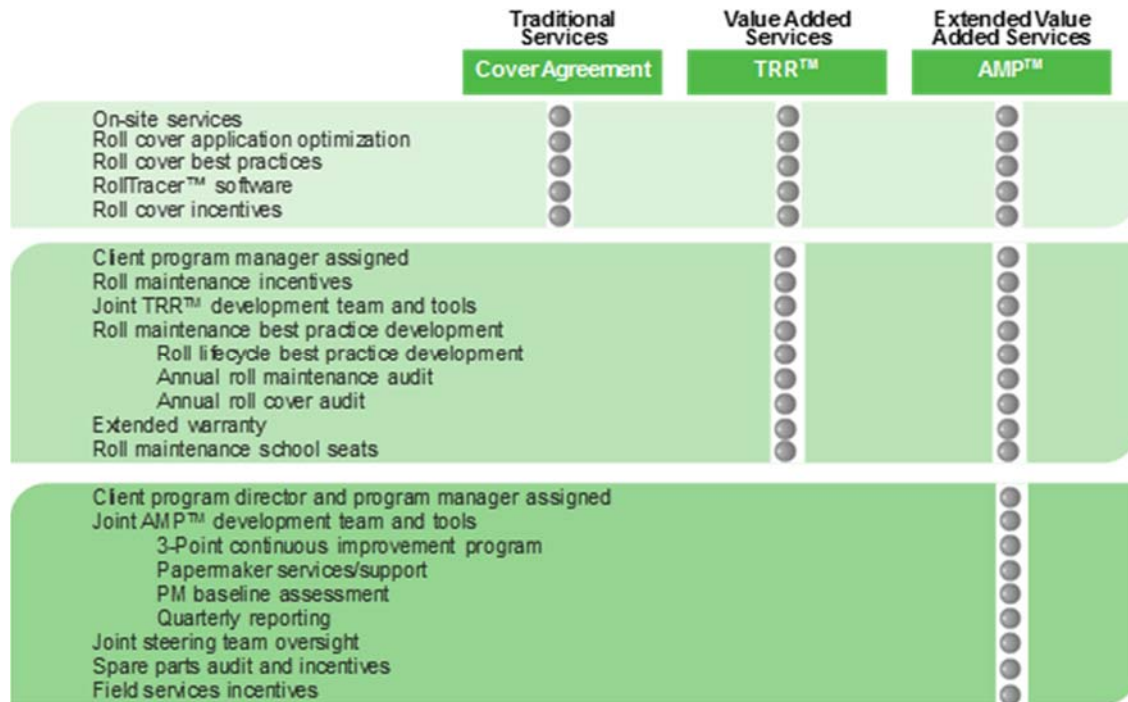 Traditional
Services
Value Added
Services
Extended Value
Added Services
Cover Agreement
TRR™
AMP™
On-site services
Roll cover application optimization
Roll cover best practices
RollTracer™ software
Roll cover incentives
Client program manager assigned
Roll maintenance incentives
Joint TRR™ development team and tools
Roll maintenance best practice development
Roll lifecycle best practice development
Annual roll maintenance audit
Annual roll cover audit
Extended warranty
Roll maintenance school seats
Client program director and program manager assigned
Joint AMP™ development team and tools
3-Point continuous improvement program
Papermaker services/support
PM baseline assessment
Quarterly reporting
Joint steering team oversight
Spare parts audit and incentives
Field services incentives